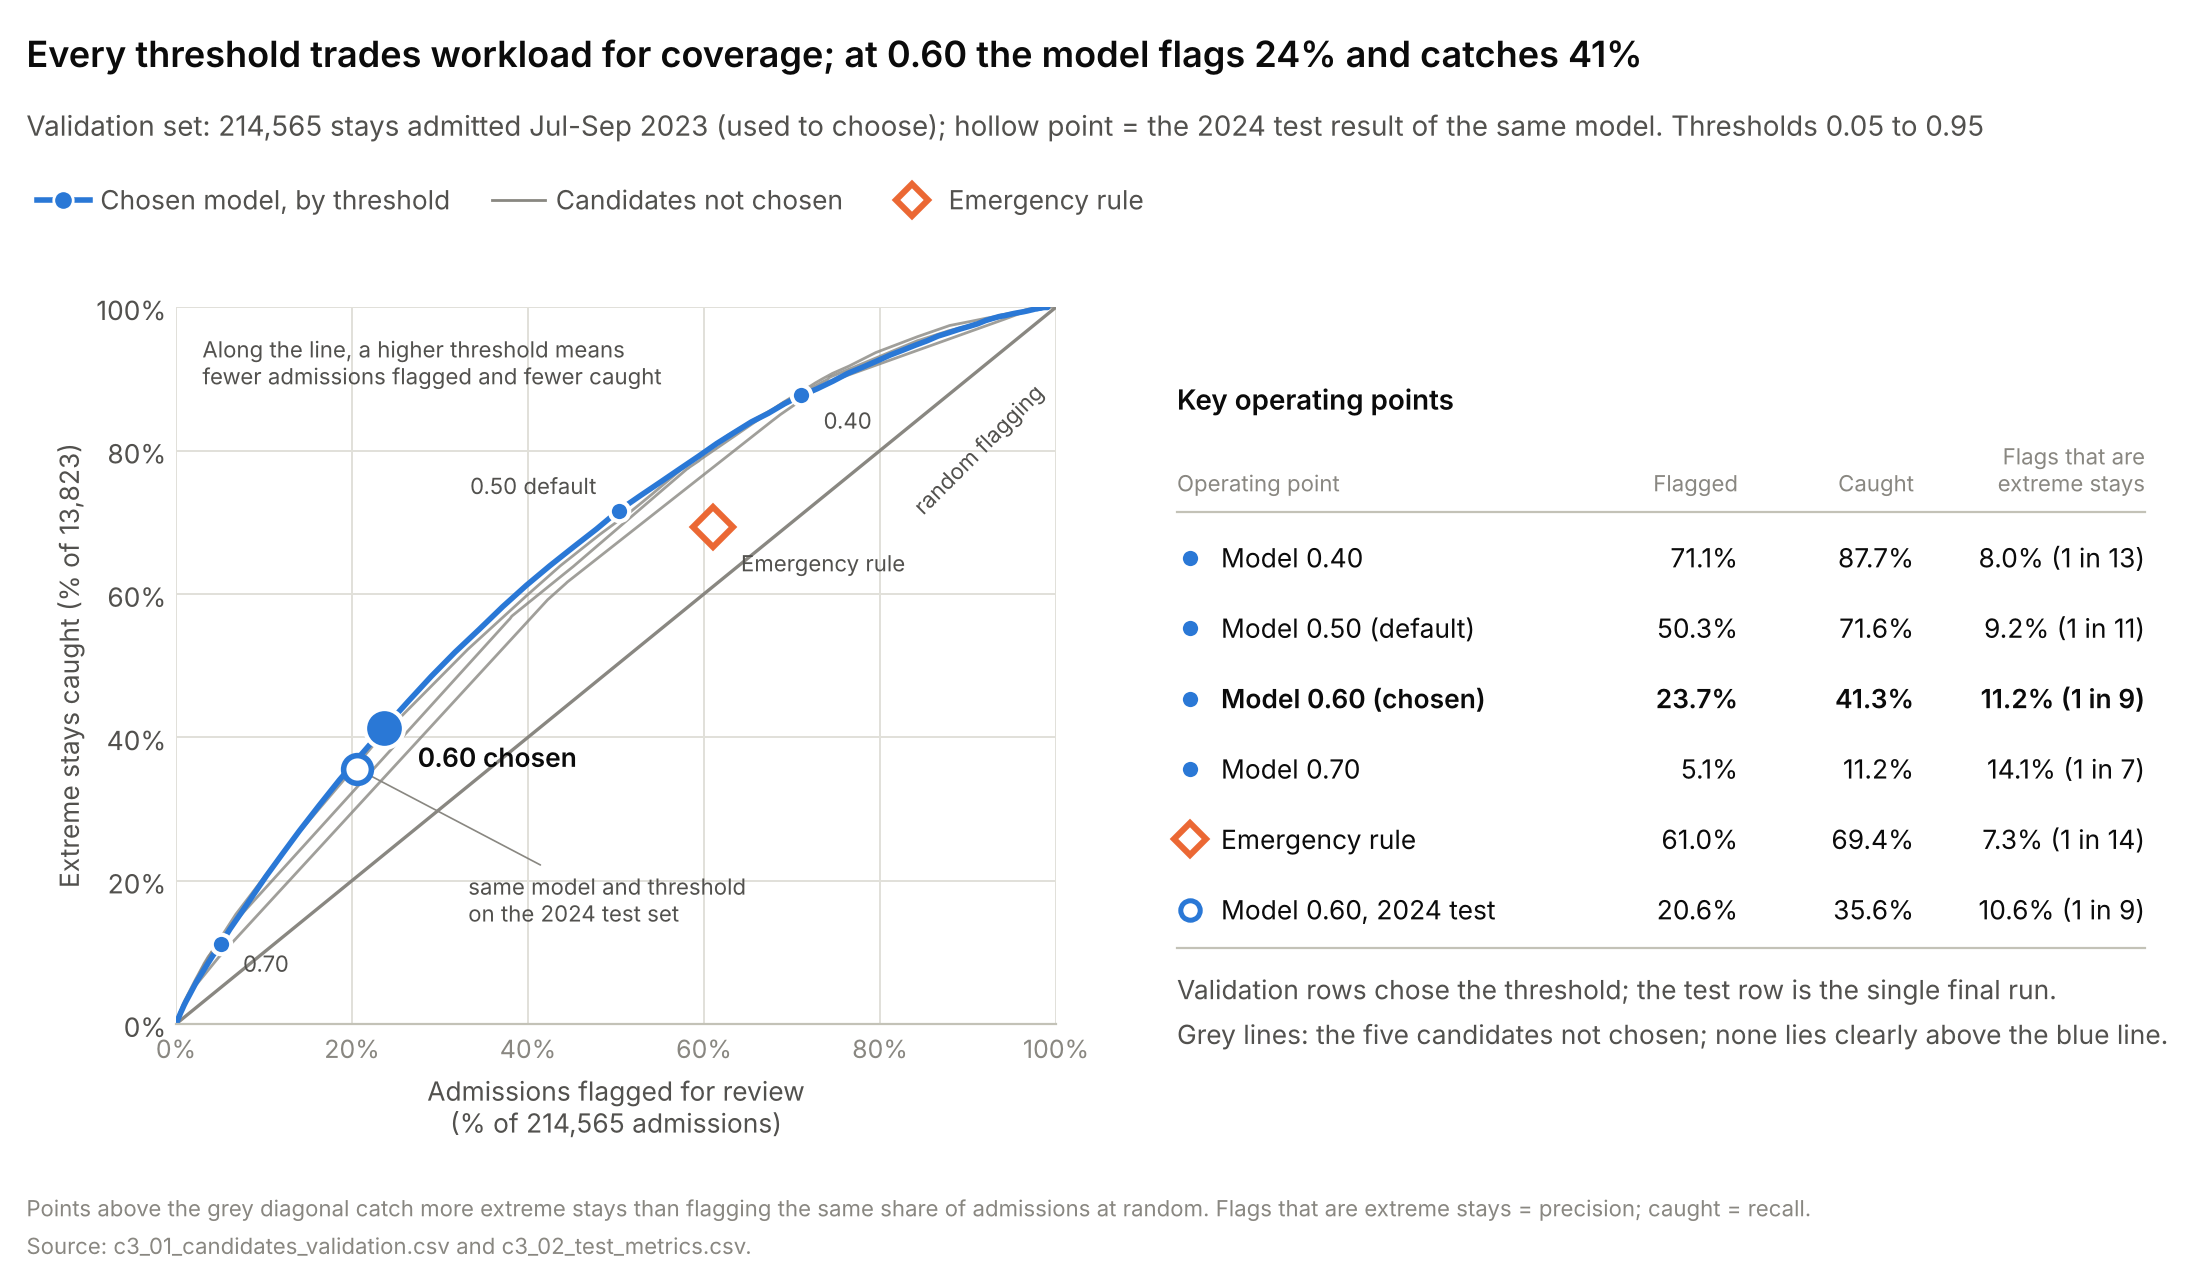 Every threshold trades workload for coverage; at 0.60 the model flags 24% and catches 41%
Validation set: 214,565 stays admitted Jul-Sep 2023 (used to choose); hollow point = the 2024 test result of the same model. Thresholds 0.05 to 0.95
Chosen model, by threshold
Candidates not chosen
Emergency rule
Extreme stays caught (% of 13,823)
100%
80%
60%
40%
20%
0%
Along the line, a higher threshold means
fewer admissions flagged and fewer caught
0.40
random flagging
0.50 default
Emergency rule
0.60 chosen
same model and threshold
on the 2024 test set
0.70
0%
20%
40%
60%
80%
100%
Admissions flagged for review
(% of 214,565 admissions)
Key operating points
Operating point Flagged Caught Flags that are
extreme stays
Model 0.40 71.1% 87.7% 8.0% (1 in 13)
Model 0.50 (default) 50.3% 71.6% 9.2% (1 in 11)
Model 0.60 (chosen) 23.7% 41.3% 11.2% (1 in 9)
Model 0.70 5.1% 11.2% 14.1% (1 in 7)
Emergency rule 61.0% 69.4% 7.3% (1 in 14)
Model 0.60, 2024 test 20.6% 35.6% 10.6% (1 in 9)
Validation rows chose the threshold; the test row is the single final run.
Grey lines: the five candidates not chosen; none lies clearly above the blue line.
Points above the grey diagonal catch more extreme stays than flagging the same share of admissions at random. Flags that are extreme stays = precision; caught = recall.
Source: c3_01_candidates_validation.csv and c3_02_test_metrics.csv.